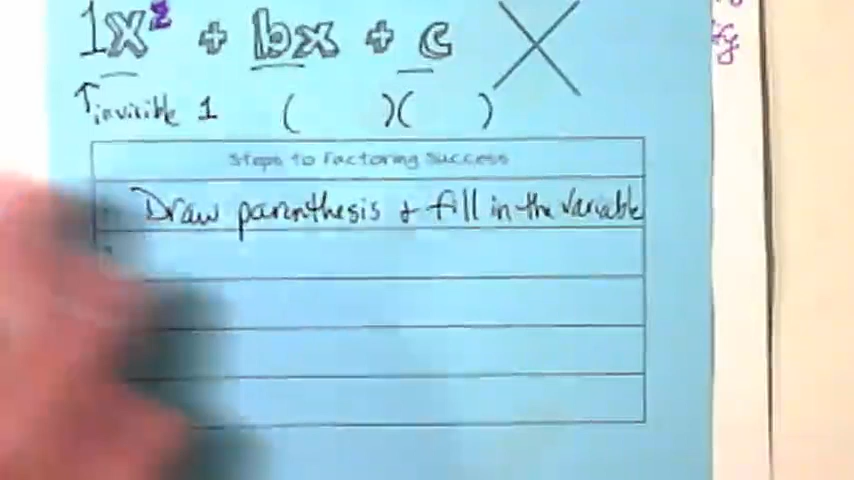 1x² + bx + c
↑ invisible 1 ( )( )
Steps to Factoring Success
Draw parenthesis + fill in the variable